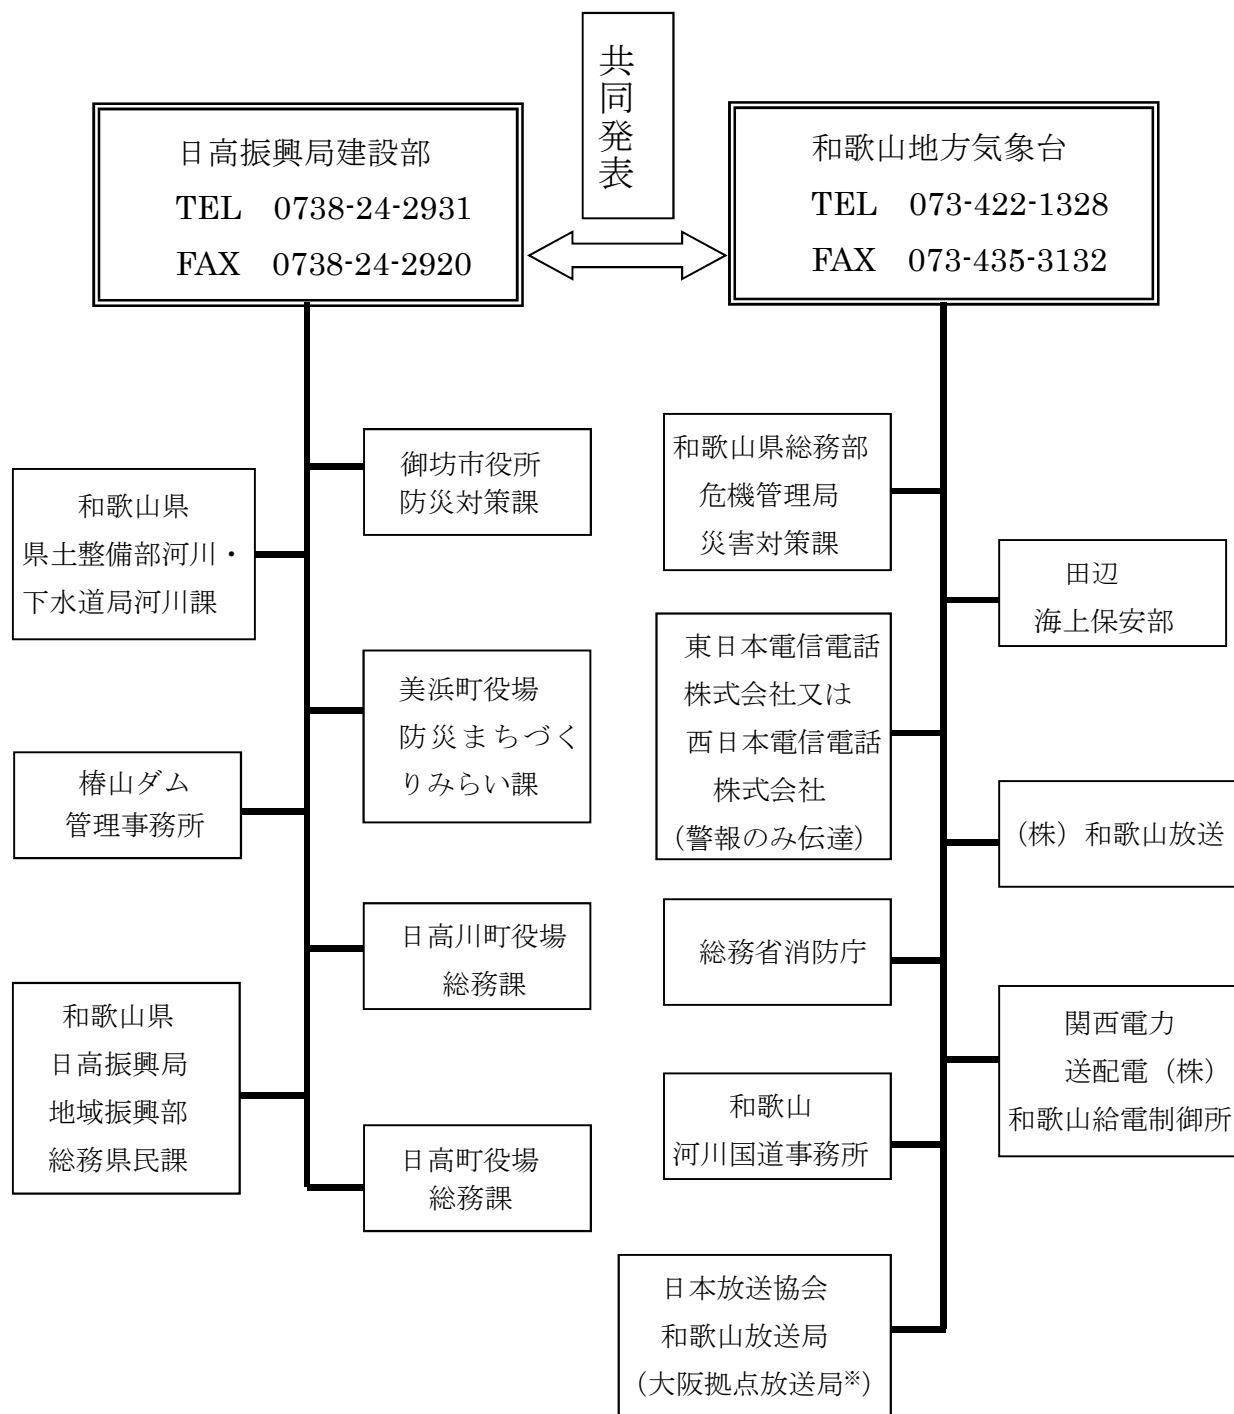 共同発表
日高振興局建設部
TEL　0738-24-2931
FAX　0738-24-2920
和歌山地方気象台
TEL　073-422-1328
FAX　073-435-3132
御坊市役所
防災対策課
和歌山県
県土整備部河川・
下水道局河川課
美浜町役場
防災まちづく
りみらい課
椿山ダム
管理事務所
日高川町役場
総務課
和歌山県
日高振興局
地域振興部
総務県民課
日高町役場
総務課
和歌山県総務部
危機管理局
災害対策課
田辺
海上保安部
東日本電信電話
株式会社又は
西日本電信電話
株式会社
（警報のみ伝達）
（株）和歌山放送
総務省消防庁
関西電力
送配電（株）
和歌山給電制御所
和歌山
河川国道事務所
日本放送協会
和歌山放送局
（大阪拠点放送局※）